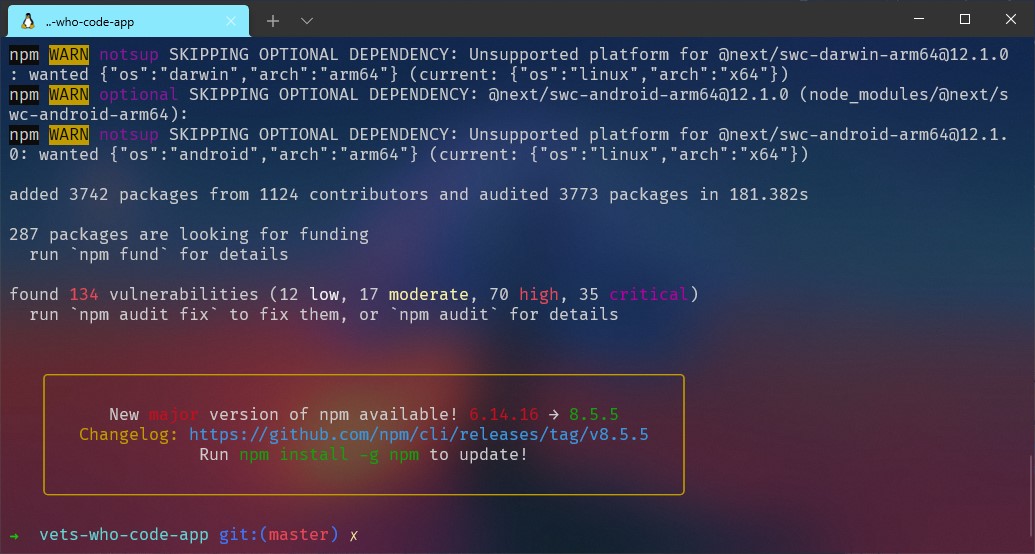 ..-who-code-app
npm WARN notsup SKIPPING OPTIONAL DEPENDENCY: Unsupported platform for @next/swc-darwin-arm64@12.1.0
: wanted {"os":"darwin","arch":"arm64"} (current: {"os":"linux","arch":"x64"})
npm WARN optional SKIPPING OPTIONAL DEPENDENCY: @next/swc-android-arm64@12.1.0 (node_modules/@next/s
wc-android-arm64):
npm WARN notsup SKIPPING OPTIONAL DEPENDENCY: Unsupported platform for @next/swc-android-arm64@12.1.
0: wanted {"os":"android","arch":"arm64"} (current: {"os":"linux","arch":"x64"})
added 3742 packages from 1124 contributors and audited 3773 packages in 181.382s
287 packages are looking for funding
run `npm fund` for details
found 134 vulnerabilities (12 low, 17 moderate, 70 high, 35 critical)
run `npm audit fix` to fix them, or `npm audit` for details
New major version of npm available! 6.14.16 → 8.5.5
Changelog: https://github.com/npm/cli/releases/tag/v8.5.5
Run npm install -g npm to update!
→ vets-who-code-app git:(master) ✗